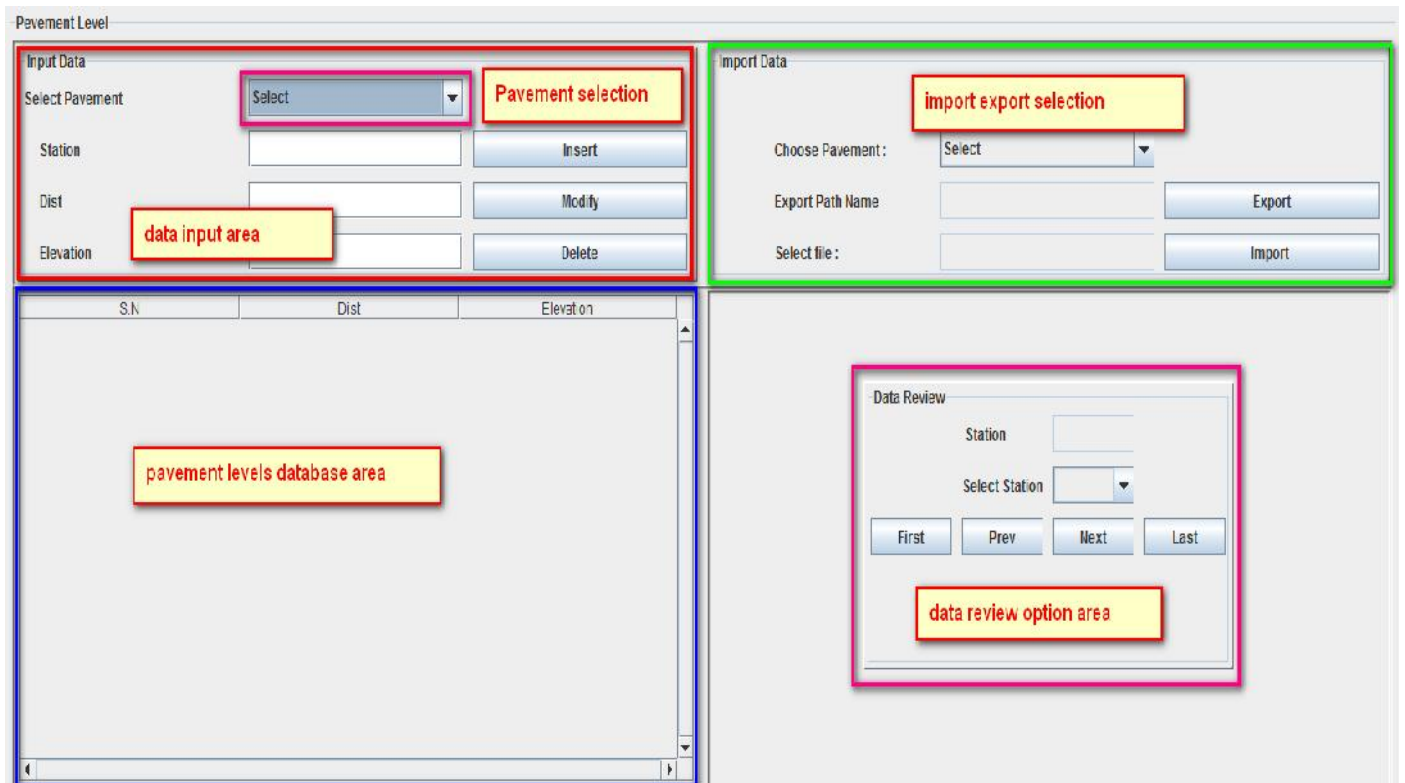 Pevement Level
Input Data
Select Pavement
Select
Pavement selection
Station
Insert
Dist
Modify
data input area
Elevation
Delete
Import Data
import export selection
Choose Pavement :
Select
Export Path Name
Export
Select file :
Import
S.N
Dist
Elevation
pavement levels database area
Data Review
Station
Select Station
First
Prev
Next
Last
data review option area